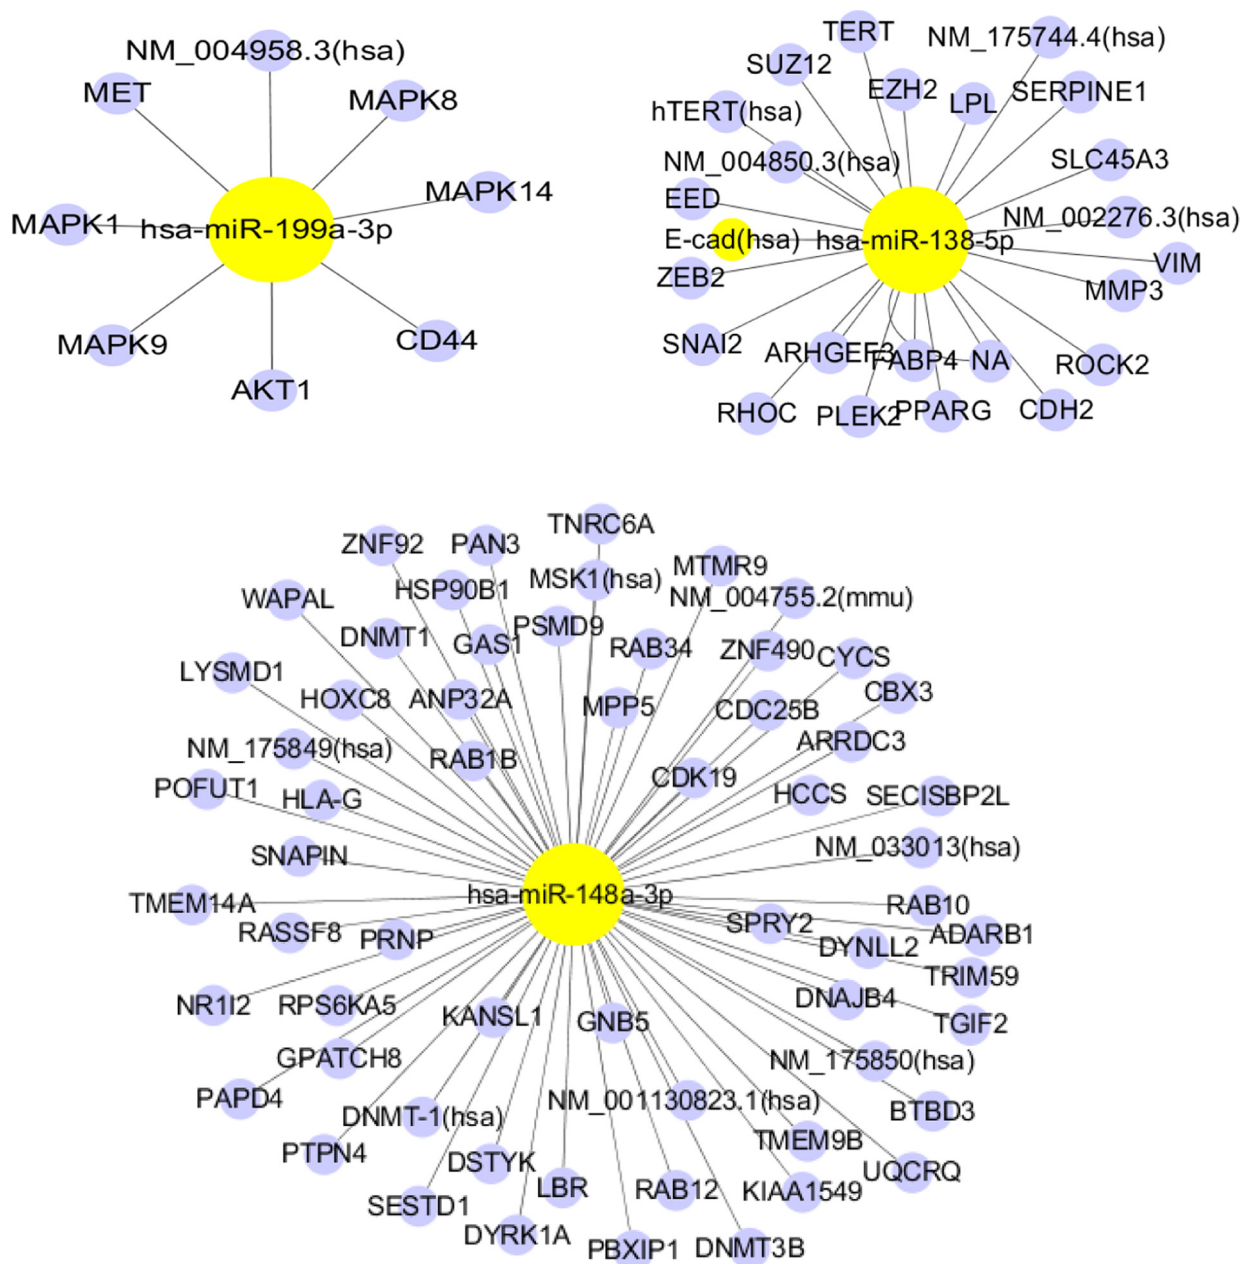 NM_004958.3(hsa)
MET
MAPK8
MAPK14
MAPK1
hsa-miR-199a-3p
MAPK9
CD44
AKT1
TERT
NM_175744.4(hsa)
SUZ12
EZH2
LPL
SERPINE1
hTERT(hsa)
NM_004850.3(hsa)
SLC45A3
EED
NM_002276.3(hsa)
E-cad(hsa)
hsa-miR-138-5p
VIM
ZEB2
MMP3
SNAI2
ARHGEF3
FABP4
NA
ROCK2
RHOC
PLEK2
PPARG
CDH2
TNRC6A
ZNF92
PAN3
MTMR9
HSP90B1
MSK1(hsa)
WAPAL
NM_004755.2(mmu)
DNMT1
GAS1
PSMD9
RAB34
ZNF490
CYCS
LYSMD1
HOXC8
ANP32A
MPP5
CDC25B
CBX3
NM_175849(hsa)
RAB1B
ARRDC3
CDK19
POFUT1
HLA-G
HCCS
SECISBP2L
SNAPIN
NM_033013(hsa)
hsa-miR-148a-3p
TMEM14A
RAB10
RASSF8
PRNP
SPRY2
DYNLL2
ADARB1
TRIM59
NR1I2
RPS6KA5
KANSL1
GNB5
DNAJB4
TGIF2
GPATCH8
NM_175850(hsa)
PAPD4
DNMT-1(hsa)
NM_001130823.1(hsa)
BTBD3
PTPN4
DSTYK
TMEM9B
UQCRQ
SESTD1
LBR
RAB12
KIAA1549
DYRK1A
PBXIP1
DNMT3B